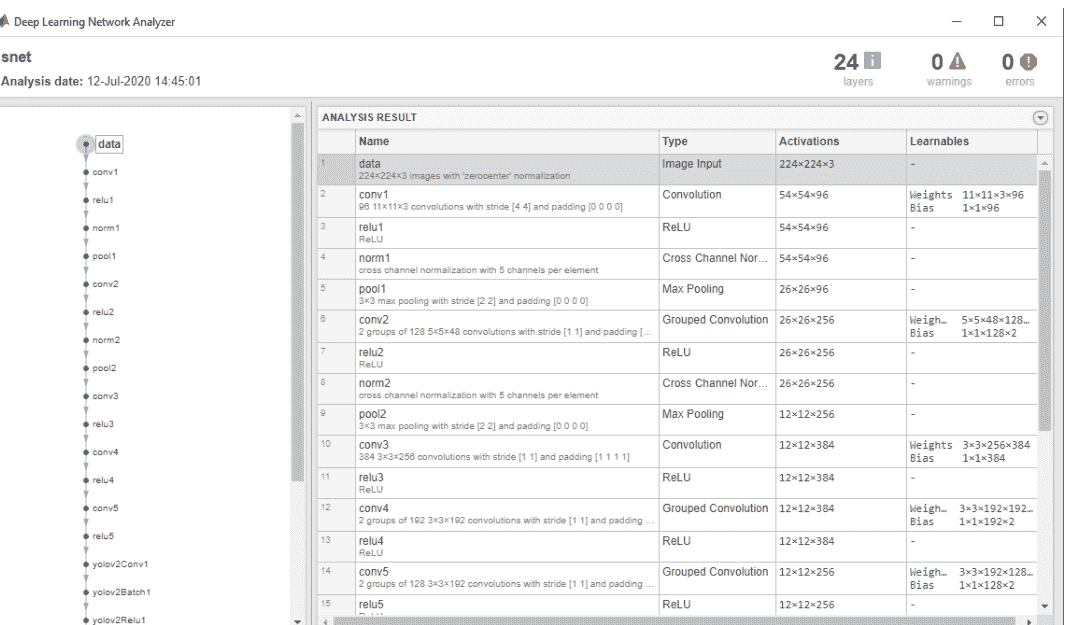 Deep Learning Network Analyzer
snet
Analysis date: 12-Jul-2020 14:45:01
24 i
layers
0
warnings
0
errors
data
conv1
relu1
norm1
pool1
conv2
relu2
norm2
pool2
conv3
relu3
conv4
relu4
conv5
relu5
yolov2Conv1
yolov2Batch1
yolov2Relu1
ANALYSIS RESULT
Name Type Activations Learnables
1 data Image Input 224×224×3 -
224×224×3 images with 'zerocenter' normalization
2 conv1 Convolution 54×54×96 Weights 11×11×3×96
96 11×11×3 convolutions with stride [4 4] and padding [0 0 0 0] Bias 1×1×96
3 relu1 ReLU 54×54×96 -
ReLU
4 norm1 Cross Channel Nor... 54×54×96 -
cross channel normalization with 5 channels per element
5 pool1 Max Pooling 26×26×96 -
3×3 max pooling with stride [2 2] and padding [0 0 0 0]
6 conv2 Grouped Convolution 26×26×256 Weigh… 5×5×48×128…
2 groups of 128 5×5×48 convolutions with stride [1 1] and padding [... Bias 1×1×128×2
7 relu2 ReLU 26×26×256 -
ReLU
8 norm2 Cross Channel Nor... 26×26×256 -
cross channel normalization with 5 channels per element
9 pool2 Max Pooling 12×12×256 -
3×3 max pooling with stride [2 2] and padding [0 0 0 0]
10 conv3 Convolution 12×12×384 Weights 3×3×256×384
384 3×3×256 convolutions with stride [1 1] and padding [1 1 1 1] Bias 1×1×384
11 relu3 ReLU 12×12×384 -
ReLU
12 conv4 Grouped Convolution 12×12×384 Weigh… 3×3×192×192…
2 groups of 192 3×3×192 convolutions with stride [1 1] and padding ... Bias 1×1×192×2
13 relu4 ReLU 12×12×384 -
ReLU
14 conv5 Grouped Convolution 12×12×256 Weigh… 3×3×192×128…
2 groups of 128 3×3×192 convolutions with stride [1 1] and padding ... Bias 1×1×128×2
15 relu5 ReLU 12×12×256 -